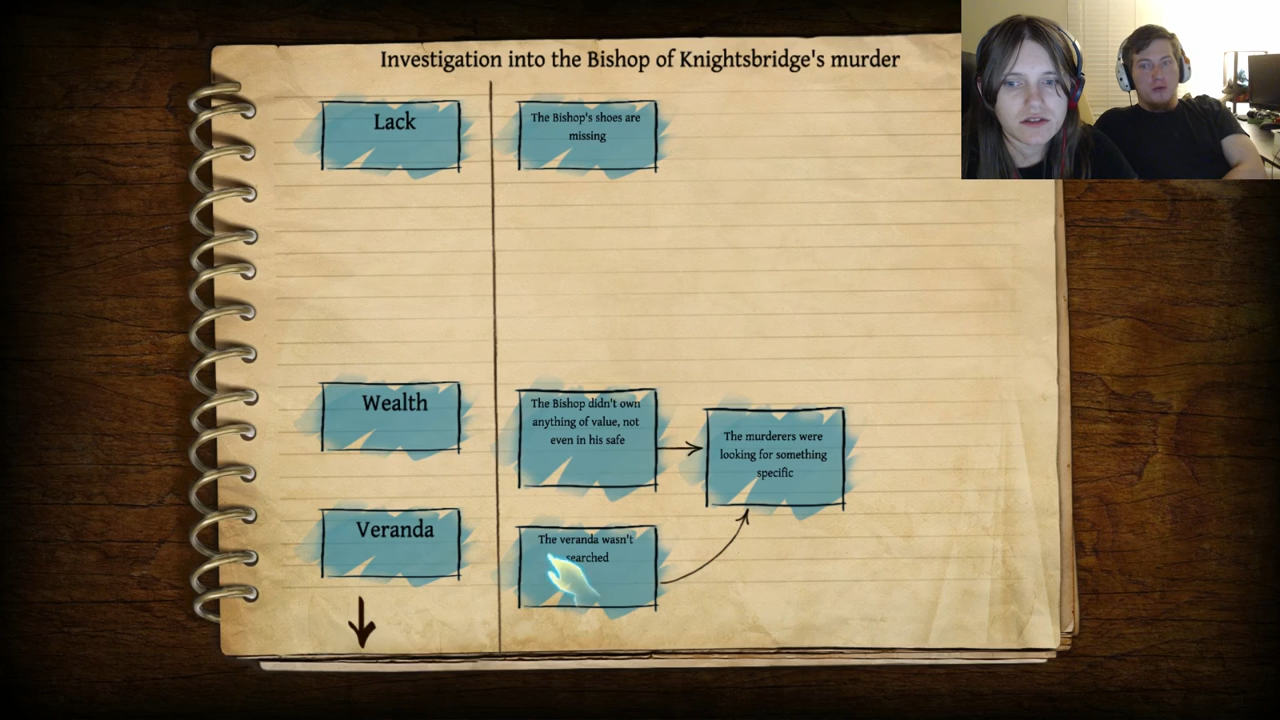 Investigation into the Bishop of Knightsbridge's murder
Lack
The Bishop's shoes are
missing
Wealth
The Bishop didn't own
anything of value, not
even in his safe
The murderers were
looking for something
specific
Veranda
The veranda wasn't
searched